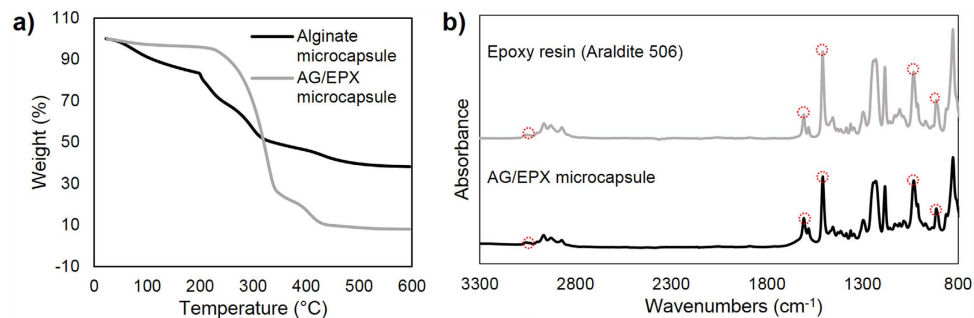 a)
110
90
70
50
30
10
-10
Weight (%)
0
100
200
300
400
500
600
Temperature (°C)
Alginate
microcapsule
AG/EPX
microcapsule
b)
Absorbance
Epoxy resin (Araldite 506)
AG/EPX microcapsule
3300
2800
2300
1800
1300
800
Wavenumbers (cm⁻¹)